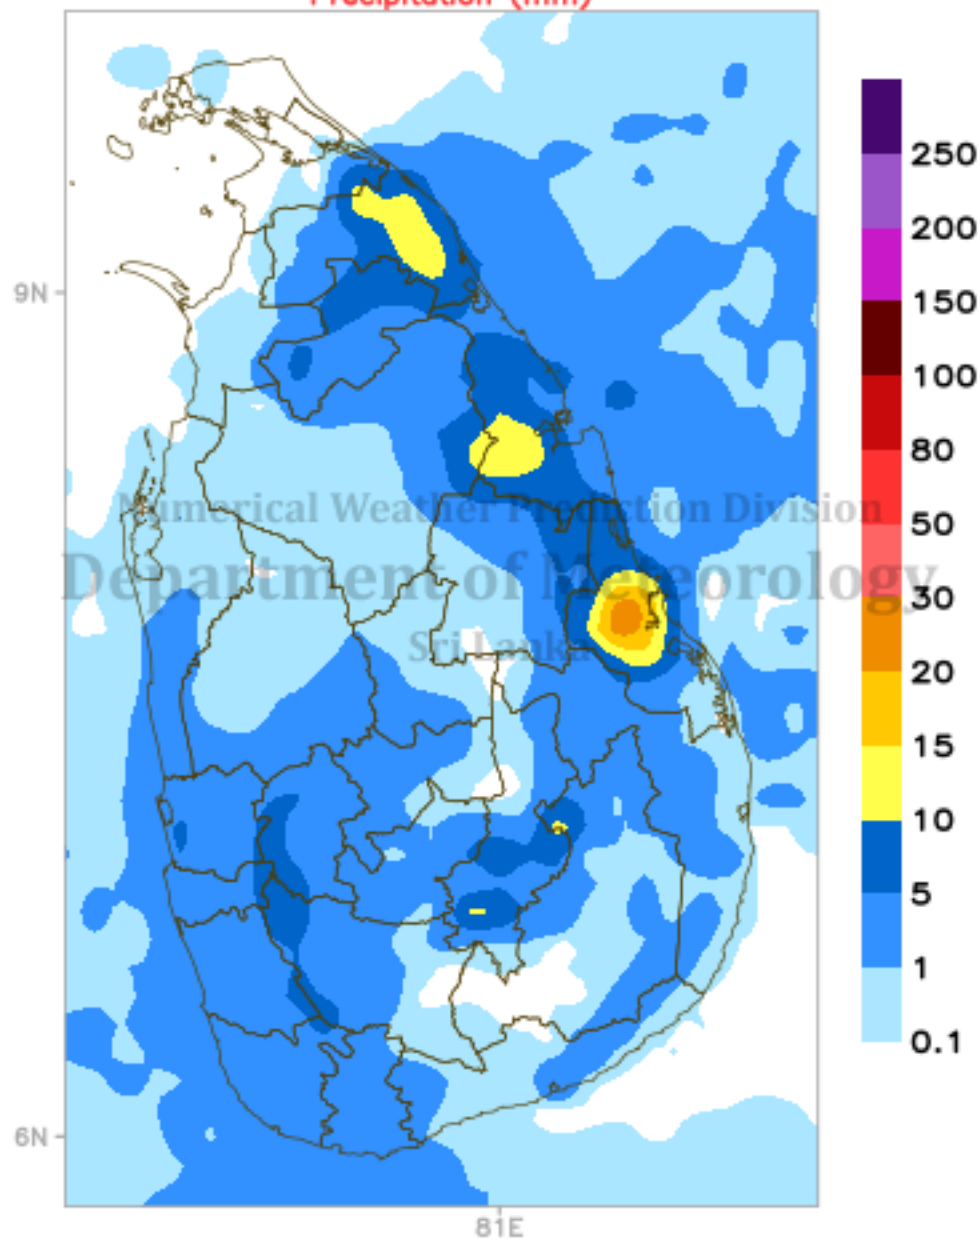 Precipitation (mm)
250
200
150
9N
100
80
Numerical Weather Prediction Division
50
Department of Meteorology
30
Sri Lanka
20
15
10
5
1
0.1
6N
81E